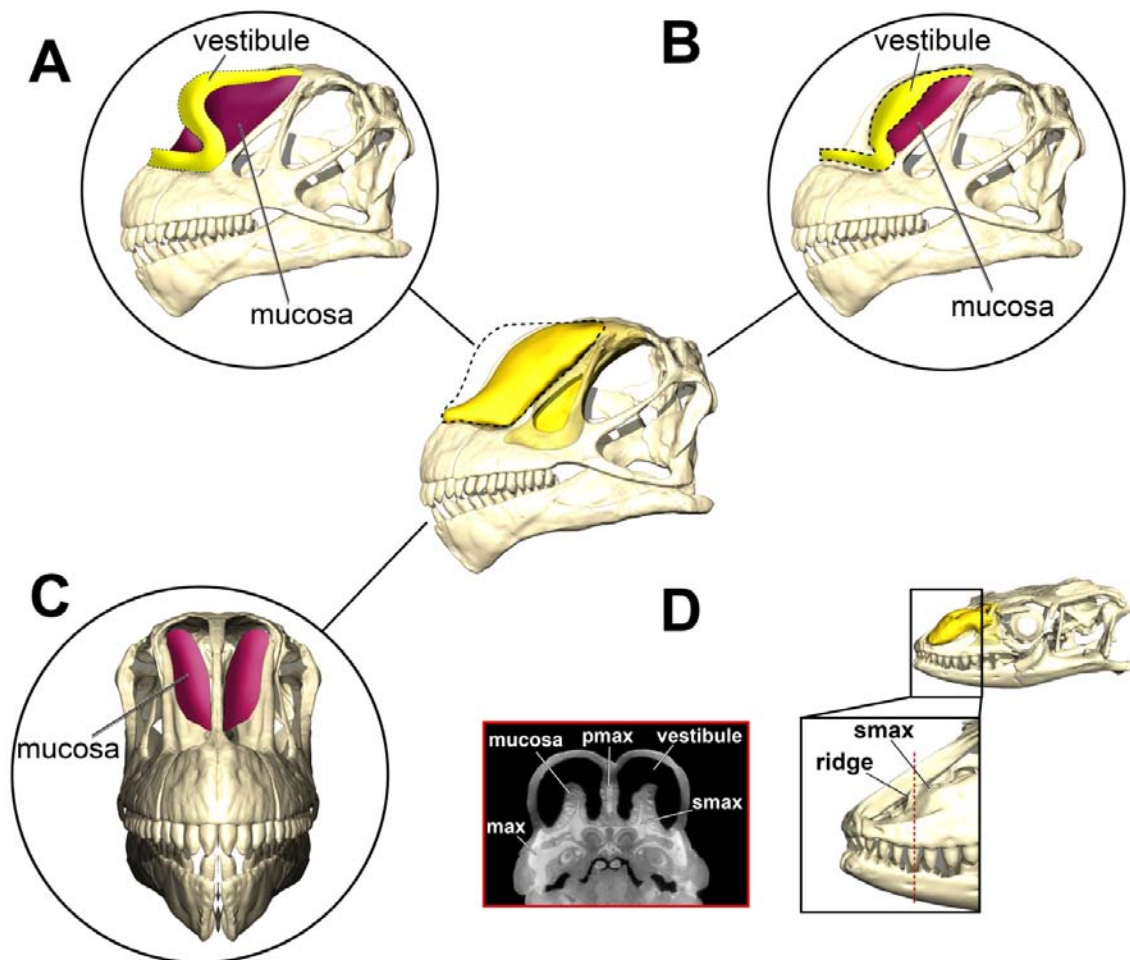 A
vestibule
mucosa
B
vestibule
mucosa
C
mucosa
D
mucosa
pmax
vestibule
max
smax
smax
ridge